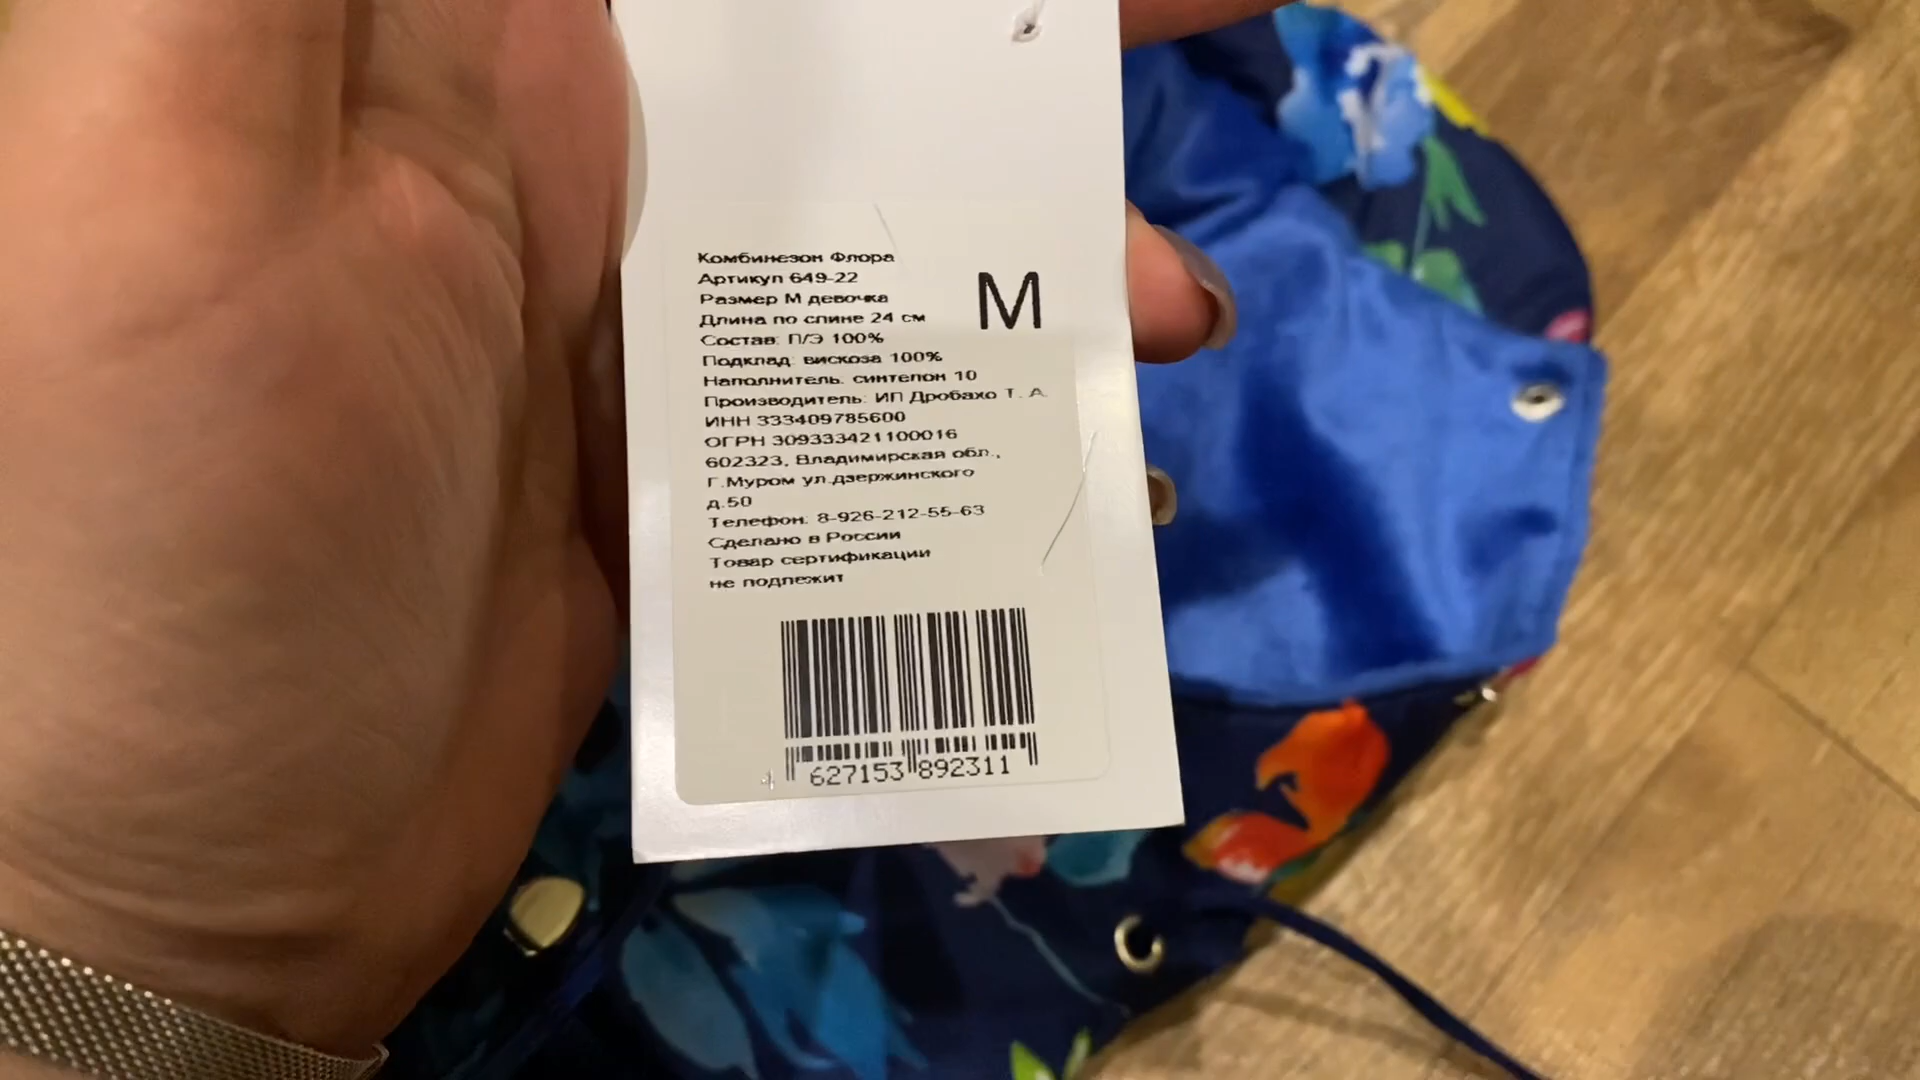 Комбинезон Флора
Артикул 649-22
Размер М девочка
Длина по спине 24 см
M
Состав: П/Э 100%
Подклад: вискоза 100%
Наполнитель: синтепон 10
Производитель: ИП Дробахо Т. А.
ИНН 333409785600
ОГРН 309333421100016
602323, Владимирская обл.,
Г.Муром ул.дзержинского
д.50
Телефон: 8-926-212-55-63
Сделано в России
Товар сертификации
не подлежит
4 627153 892311